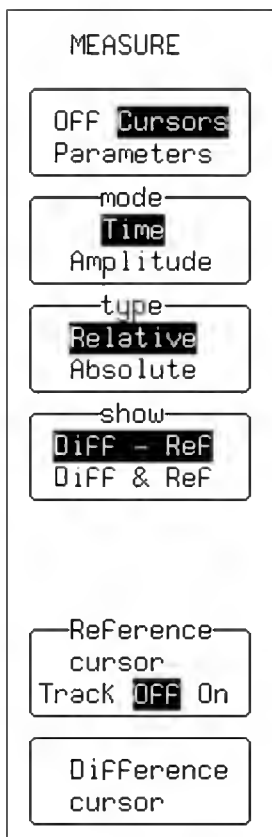 MEASURE
OFF Cursors
Parameters
mode
Time
Amplitude
type
Relative
Absolute
show
Diff - Ref
Diff & Ref
Reference
cursor
Track Off On
Difference
cursor